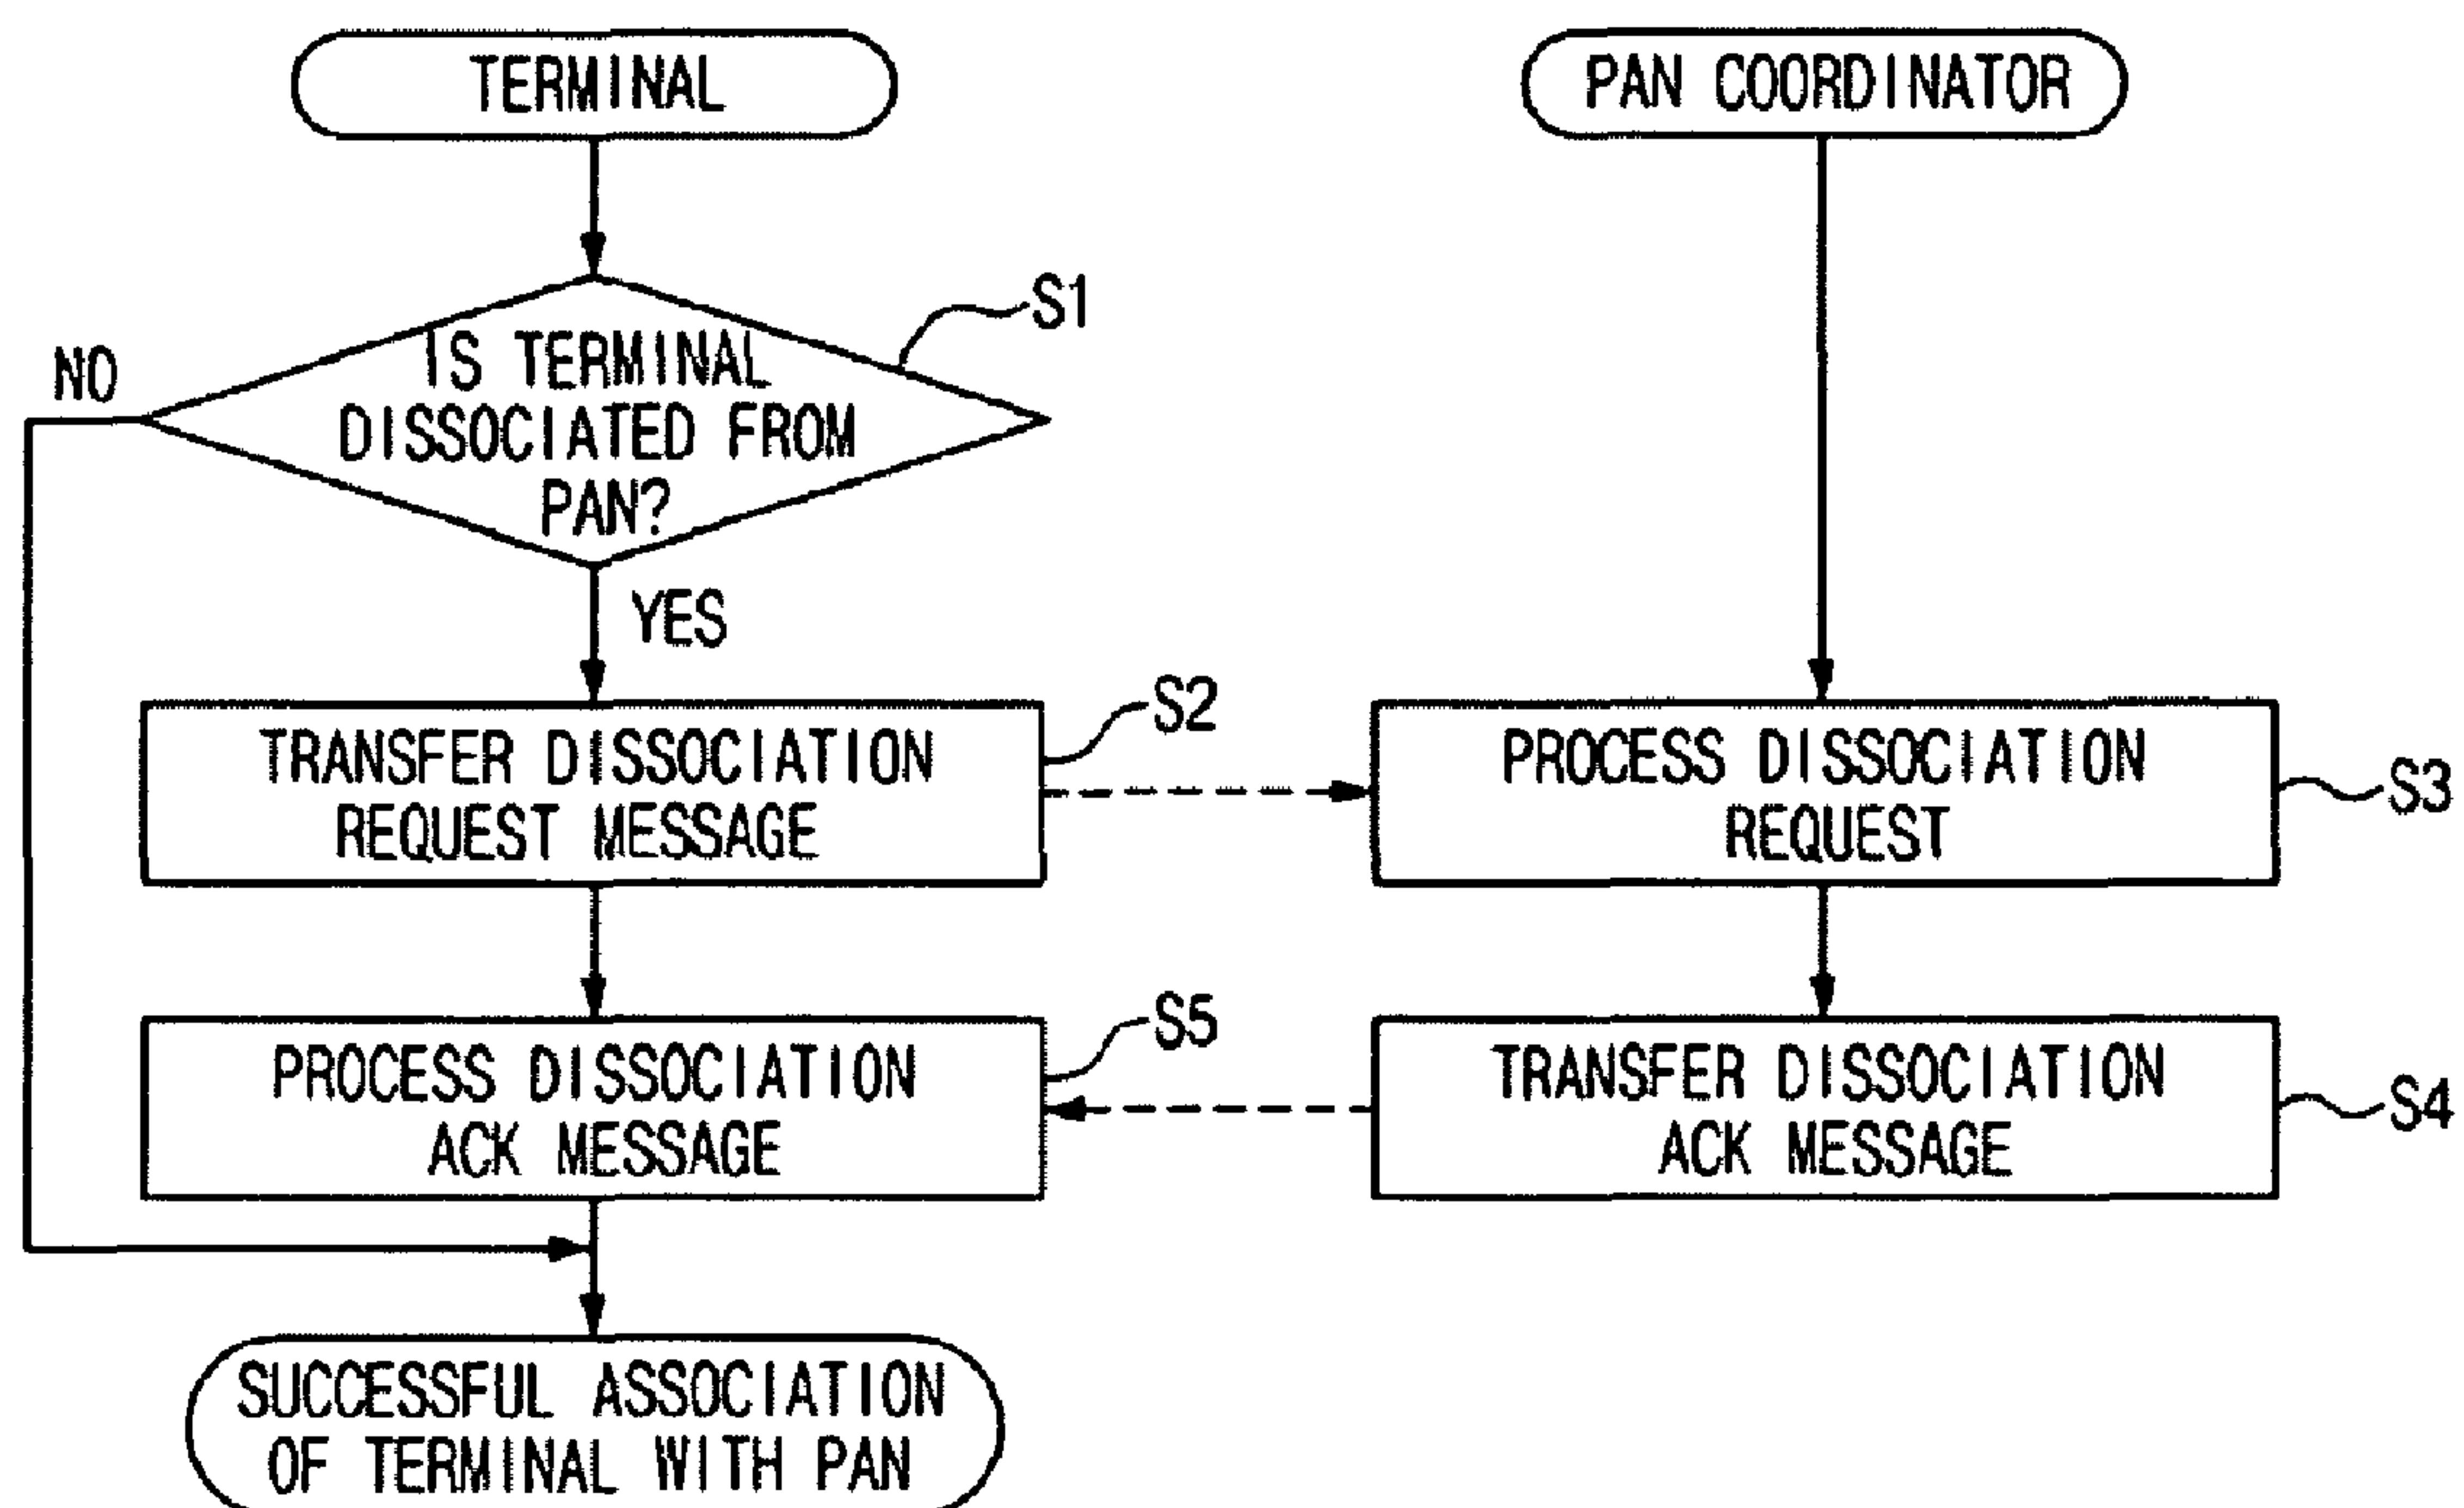 TERMINAL
PAN COORDINATOR
S1
NO
IS TERMINAL
DISSOCIATED FROM
PAN?
YES
S2
TRANSFER DISSOCIATION
REQUEST MESSAGE
PROCESS DISSOCIATION
REQUEST
S3
S5
PROCESS DISSOCIATION
ACK MESSAGE
TRANSFER DISSOCIATION
ACK MESSAGE
S4
SUCCESSFUL ASSOCIATION
OF TERMINAL WITH PAN